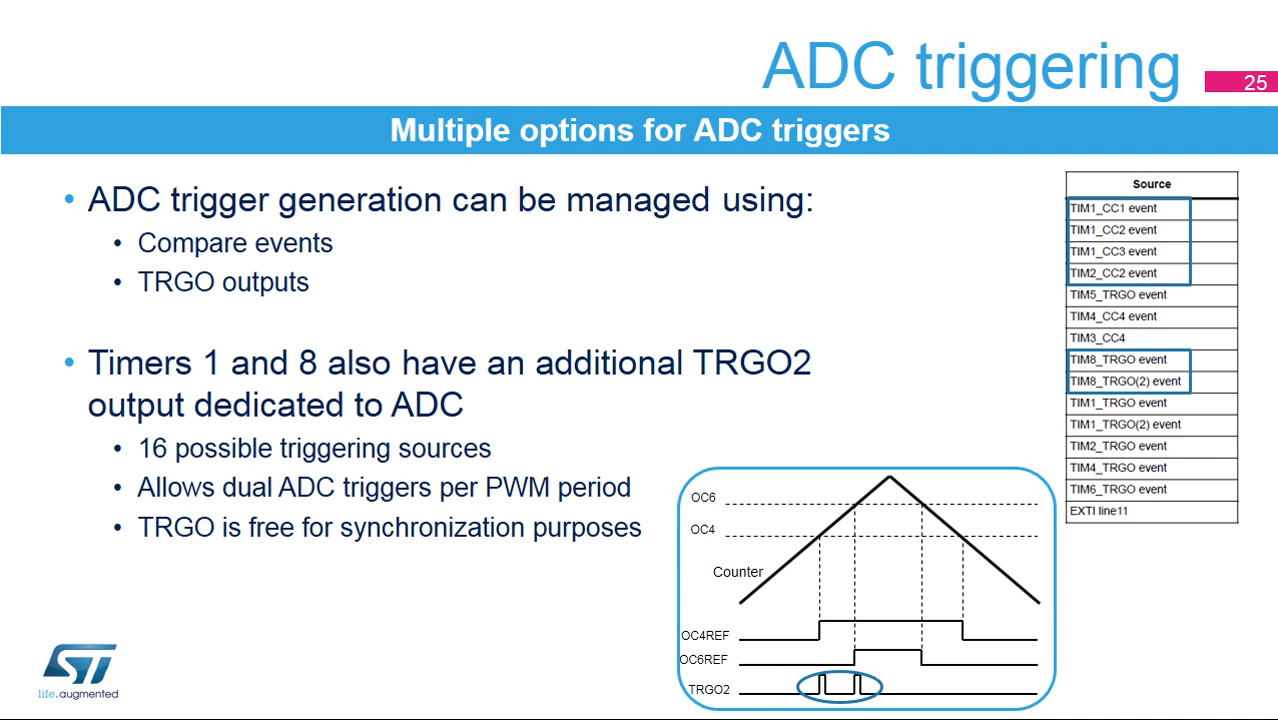 ADC triggering
25
Multiple options for ADC triggers
• ADC trigger generation can be managed using:
• Compare events
• TRGO outputs
• Timers 1 and 8 also have an additional TRGO2
output dedicated to ADC
• 16 possible triggering sources
• Allows dual ADC triggers per PWM period
• TRGO is free for synchronization purposes
Source
TIM1_CC1 event
TIM1_CC2 event
TIM1_CC3 event
TIM2_CC2 event
TIM5_TRGO event
TIM4_CC4 event
TIM3_CC4
TIM8_TRGO event
TIM8_TRGO(2) event
TIM1_TRGO event
TIM1_TRGO(2) event
TIM2_TRGO event
TIM4_TRGO event
TIM6_TRGO event
EXTI line11
OC6
OC4
Counter
OC4REF
OC6REF
TRGO2
ST
life.augmented